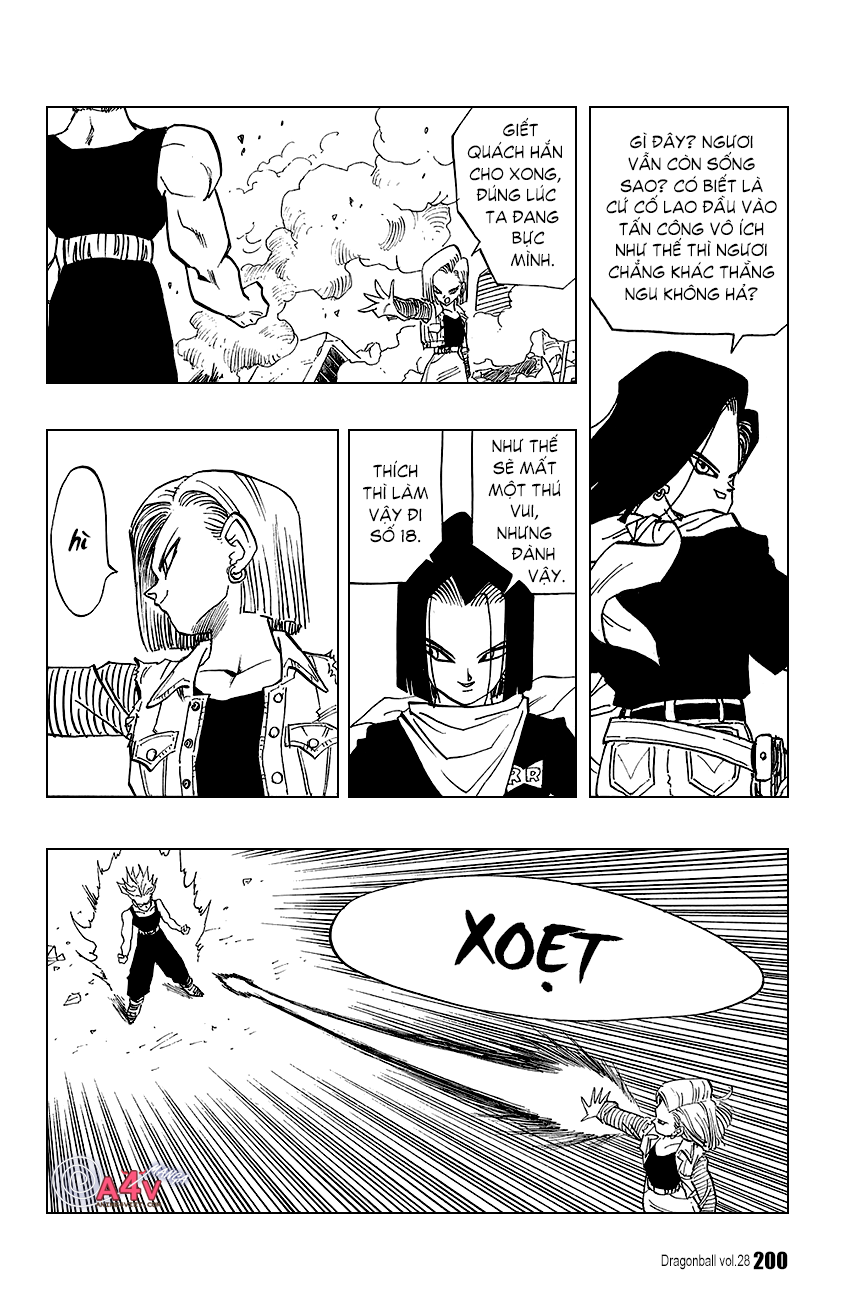 GÌ ĐÂY? NGƯƠI
VẪN CÒN SỐNG
SAO? CÓ BIẾT LÀ
CỨ CỐ LAO ĐẦU VÀO
TẤN CÔNG VÔ ÍCH
NHƯ THẾ THÌ NGƯƠI
CHẲNG KHÁC THẰNG
NGU KHÔNG HẢ?
GIẾT
QUÁCH HẮN
CHO XONG,
ĐÚNG LÚC
TA ĐANG
BỰC
MÌNH.
NHƯ THẾ
SẼ MẤT
MỘT THÚ
VUI,
NHƯNG
ĐÀNH
VẬY.
THÍCH
THÌ LÀM
VẬY ĐI
SỐ 18.
RR
hì
XOẸT
A4V
Dragonball vol.28 200